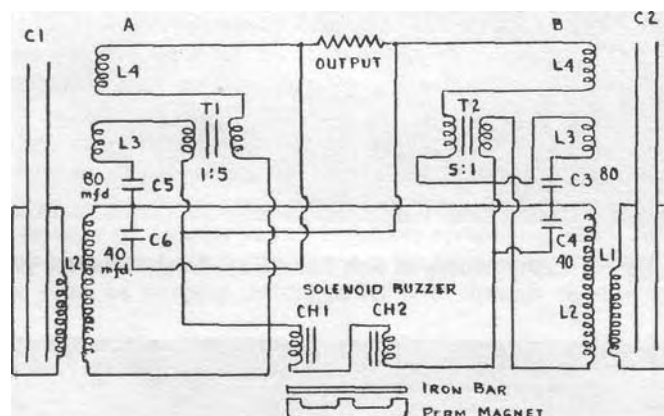 C1
A
B
C2
L4
OUTPUT
L4
T1
T2
L3
L3
1:5
5:1
80
mfd
C5
C3
80
C6
C4
40
mfd
40
L2
L1
SOLENOID BUZZER
L2
CH1
CH2
IRON BAR
PERM MAGNET